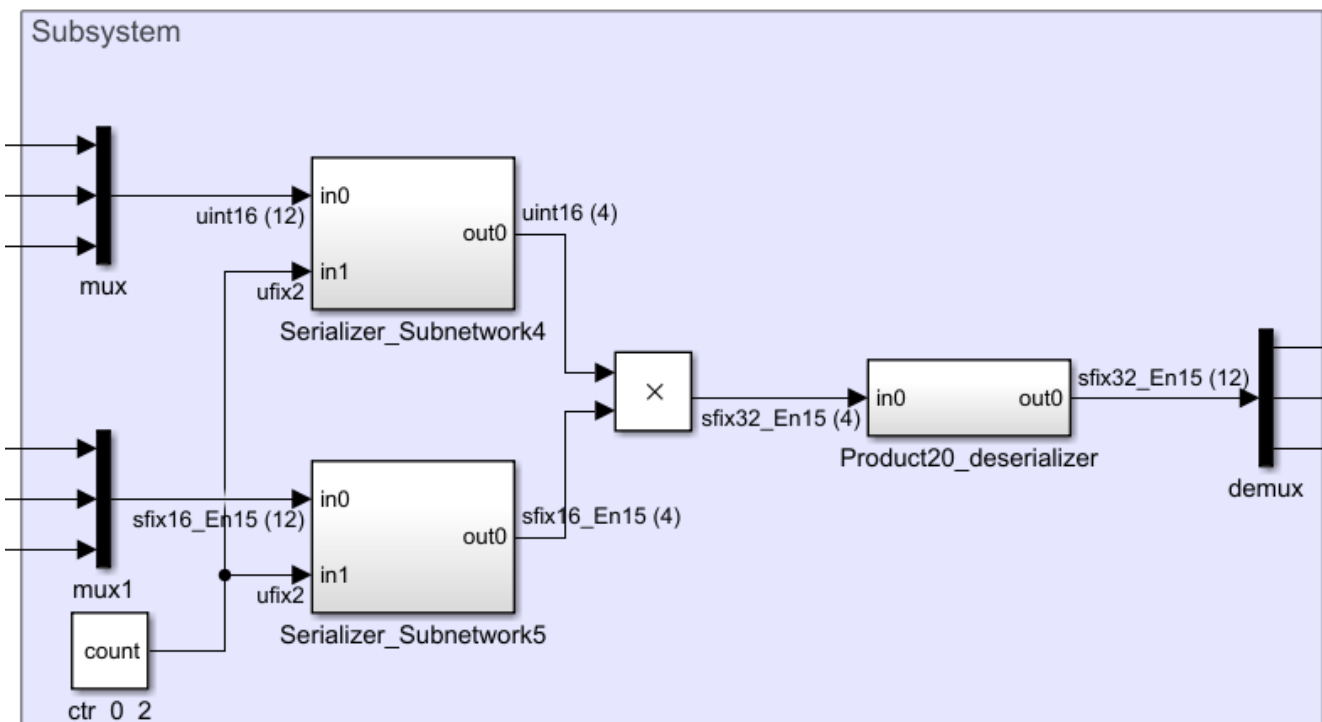 Subsystem
mux
uint16 (12)
in0
in1
out0
ufix2
Serializer_Subnetwork4
uint16 (4)
mux1
sfix16_En15 (12)
in0
in1
out0
ufix2
Serializer_Subnetwork5
sfix16_En15 (4)
count
ctr_0_2
×
sfix32_En15 (4)
in0
out0
Product20_deserializer
sfix32_En15 (12)
demux